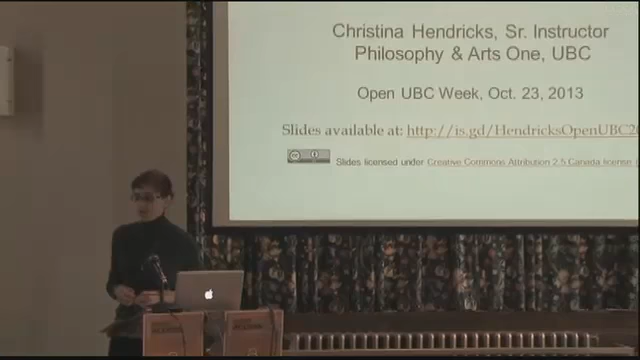 Christina Hendricks, Sr. Instructor
Philosophy & Arts One, UBC
Open UBC Week, Oct. 23, 2013
Slides available at: http://is.gd/HendricksOpenUBC20
Slides licensed under Creative Commons Attribution 2.5 Canada license